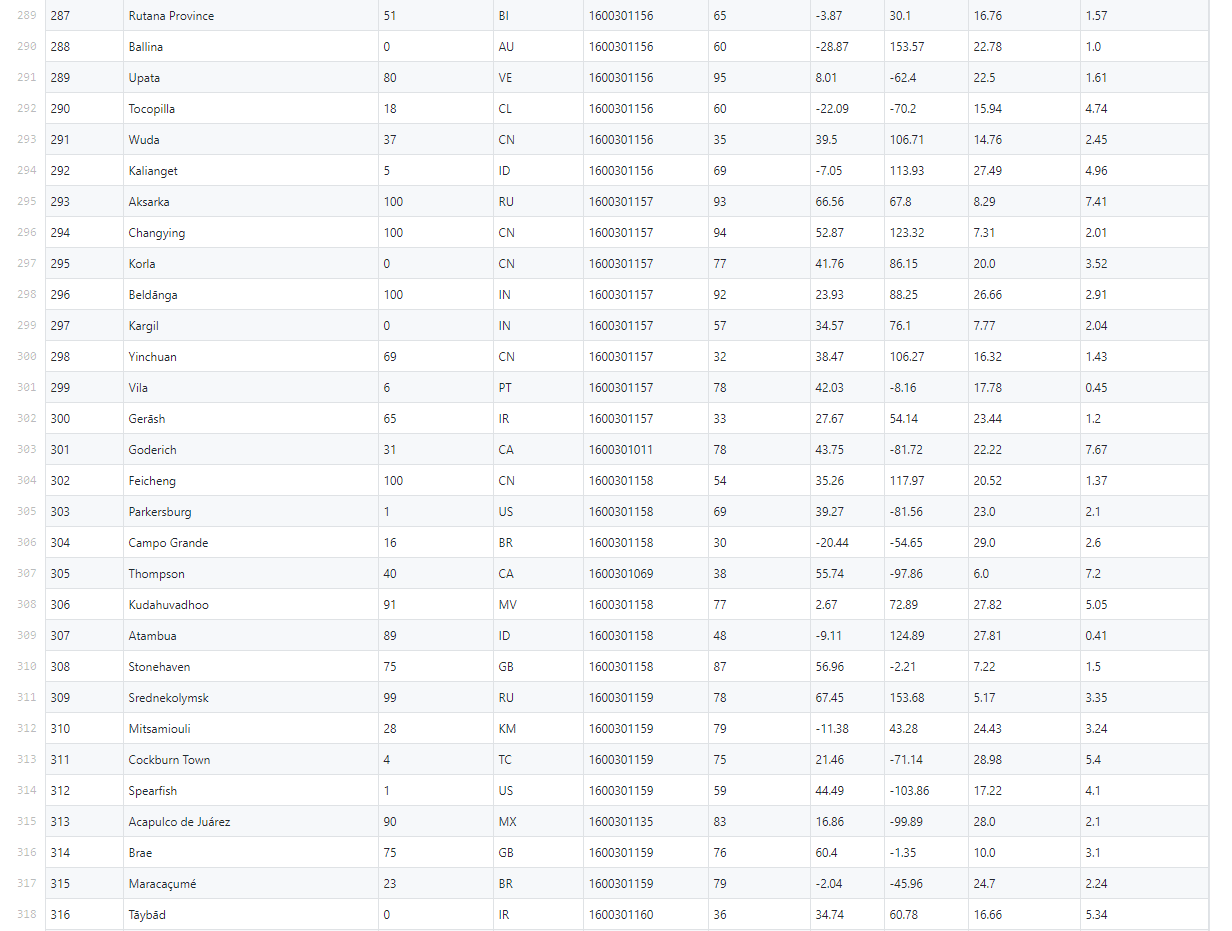 289 287 Rutana Province 51 BI 1600301156 65 -3.87 30.1 16.76 1.57
290 288 Ballina 0 AU 1600301156 60 -28.87 153.57 22.78 1.0
291 289 Upata 80 VE 1600301156 95 8.01 -62.4 22.5 1.61
292 290 Tocopilla 18 CL 1600301156 60 -22.09 -70.2 15.94 4.74
293 291 Wuda 37 CN 1600301156 35 39.5 106.71 14.76 2.45
294 292 Kalianget 5 ID 1600301156 69 -7.05 113.93 27.49 4.96
295 293 Aksarka 100 RU 1600301157 93 66.56 67.8 8.29 7.41
296 294 Changying 100 CN 1600301157 94 52.87 123.32 7.31 2.01
297 295 Korla 0 CN 1600301157 77 41.76 86.15 20.0 3.52
298 296 Beldānga 100 IN 1600301157 92 23.93 88.25 26.66 2.91
299 297 Kargil 0 IN 1600301157 57 34.57 76.1 7.77 2.04
300 298 Yinchuan 69 CN 1600301157 32 38.47 106.27 16.32 1.43
301 299 Vila 6 PT 1600301157 78 42.03 -8.16 17.78 0.45
302 300 Gerāsh 65 IR 1600301157 33 27.67 54.14 23.44 1.2
303 301 Goderich 31 CA 1600301011 78 43.75 -81.72 22.22 7.67
304 302 Feicheng 100 CN 1600301158 54 35.26 117.97 20.52 1.37
305 303 Parkersburg 1 US 1600301158 69 39.27 -81.56 23.0 2.1
306 304 Campo Grande 16 BR 1600301158 30 -20.44 -54.65 29.0 2.6
307 305 Thompson 40 CA 1600301069 38 55.74 -97.86 6.0 7.2
308 306 Kudahuvadhoo 91 MV 1600301158 77 2.67 72.89 27.82 5.05
309 307 Atambua 89 ID 1600301158 48 -9.11 124.89 27.81 0.41
310 308 Stonehaven 75 GB 1600301158 87 56.96 -2.21 7.22 1.5
311 309 Srednekolymsk 99 RU 1600301159 78 67.45 153.68 5.17 3.35
312 310 Mitsamiouli 28 KM 1600301159 79 -11.38 43.28 24.43 3.24
313 311 Cockburn Town 4 TC 1600301159 75 21.46 -71.14 28.98 5.4
314 312 Spearfish 1 US 1600301159 59 44.49 -103.86 17.22 4.1
315 313 Acapulco de Juárez 90 MX 1600301135 83 16.86 -99.89 28.0 2.1
316 314 Brae 75 GB 1600301159 76 60.4 -1.35 10.0 3.1
317 315 Maracaçumé 23 BR 1600301159 79 -2.04 -45.96 24.7 2.24
318 316 Tāybād 0 IR 1600301160 36 34.74 60.78 16.66 5.34